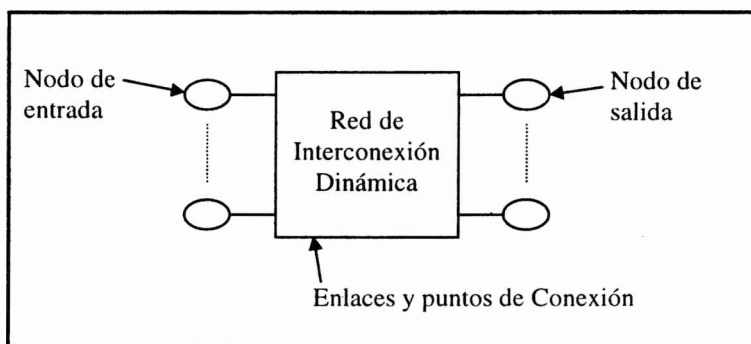 Nodo de
entrada
Red de
Interconexión
Dinámica
Nodo de
salida
Enlaces y puntos de Conexión